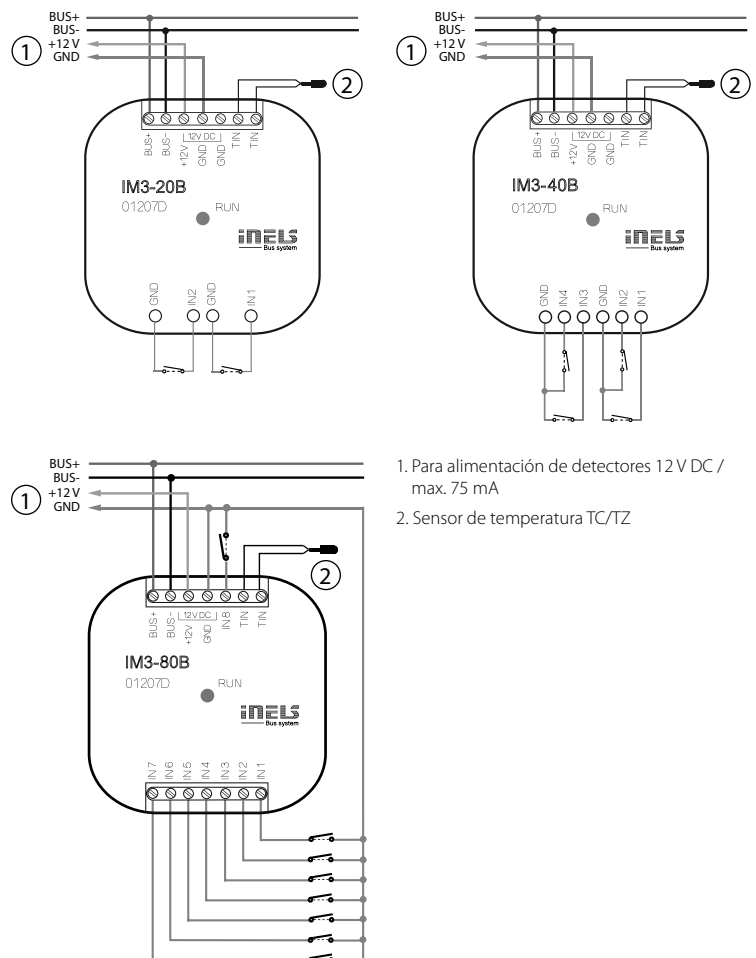 BUS+
BUS-
+12 V
GND
1
2
BUS+
BUS-
+12V
12V DC
GND
GND
TIN
TIN
IM3-20B
01207D
RUN
iNELS
Bus system
GND
IN2
GND
IN1
BUS+
BUS-
+12 V
GND
1
2
BUS+
BUS-
+12V
12V DC
GND
GND
TIN
TIN
IM3-40B
01207D
RUN
iNELS
Bus system
GND
IN4
IN3
GND
IN2
IN1
BUS+
BUS-
+12 V
GND
1
2
BUS+
BUS-
+12V
12V DC
GND
IN8
TIN
TIN
IM3-80B
01207D
RUN
iNELS
Bus system
IN7
IN6
IN5
IN4
IN3
IN2
IN1
1. Para alimentación de detectores 12 V DC /
max. 75 mA
2. Sensor de temperatura TC/TZ